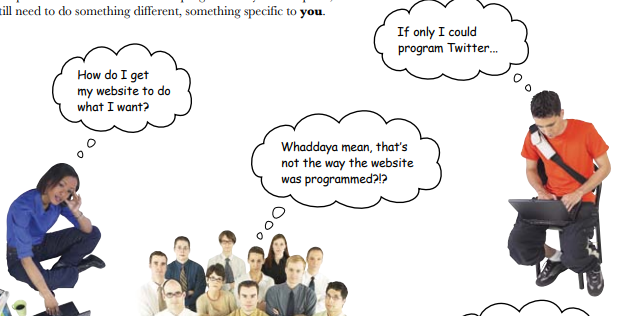 till need to do something different, something specific to you.
If only I could
program Twitter...
How do I get
my website to do
what I want?
Whaddaya mean, that's
not the way the website
was programmed?!?